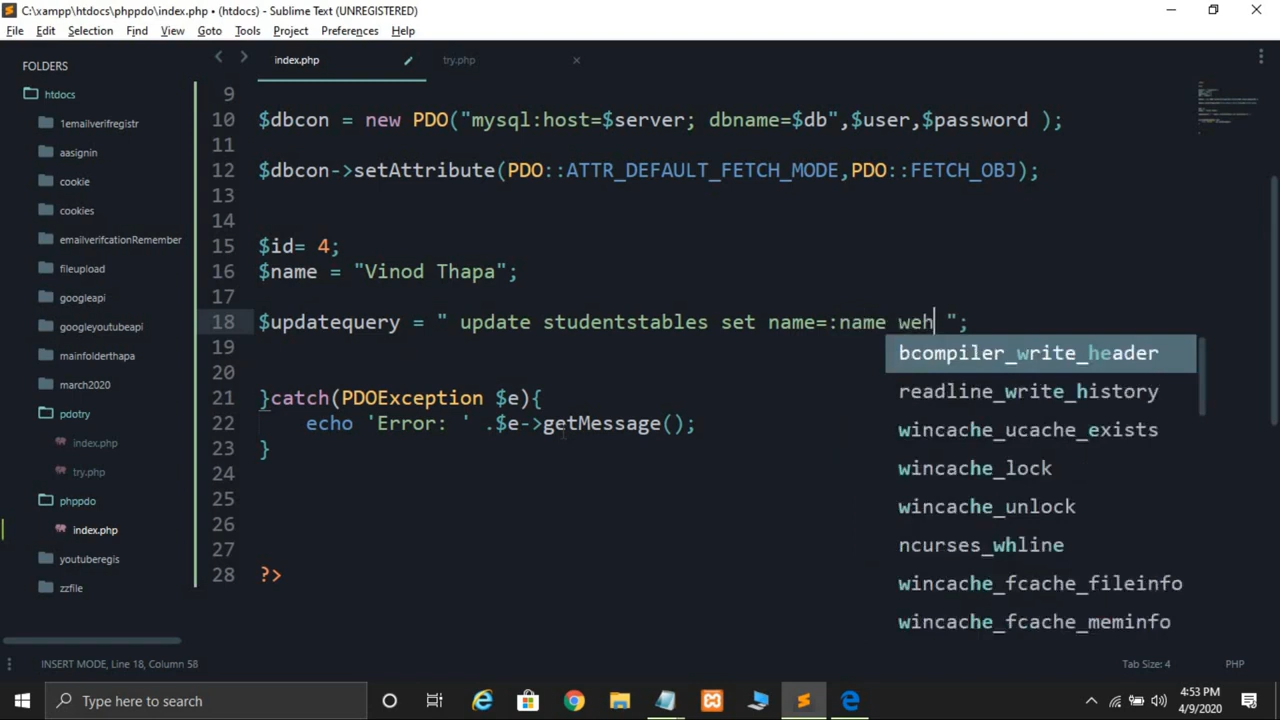 C:\xampp\htdocs\phppdo\index.php • (htdocs) - Sublime Text (UNREGISTERED)
File Edit Selection Find View Goto Tools Project Preferences Help
FOLDERS
htdocs
1emailverifregistr
aasignin
cookie
cookies
emailverifcationRemember
fileupload
googleapi
googleyoutubeapi
mainfolderthapa
march2020
pdotry
index.php
try.php
phppdo
index.php
youtuberegis
zzfile
index.php try.php
9
10 $dbcon = new PDO("mysql:host=$server; dbname=$db",$user,$password );
11
12 $dbcon->setAttribute(PDO::ATTR_DEFAULT_FETCH_MODE,PDO::FETCH_OBJ);
13
14
15 $id= 4;
16 $name = "Vinod Thapa";
17
18 $updatequery = " update studentstables set name=:name weh ";
19
20
21 }catch(PDOException $e){
22 echo 'Error: ' .$e->getMessage();
23 }
24
25
26
27
28 ?>
bcompiler_write_header
readline_write_history
wincache_ucache_exists
wincache_lock
wincache_unlock
ncurses_whline
wincache_fcache_fileinfo
wincache_fcache_meminfo
INSERT MODE, Line 18, Column 58 Tab Size: 4 PHP
Type here to search
4:53 PM
4/9/2020